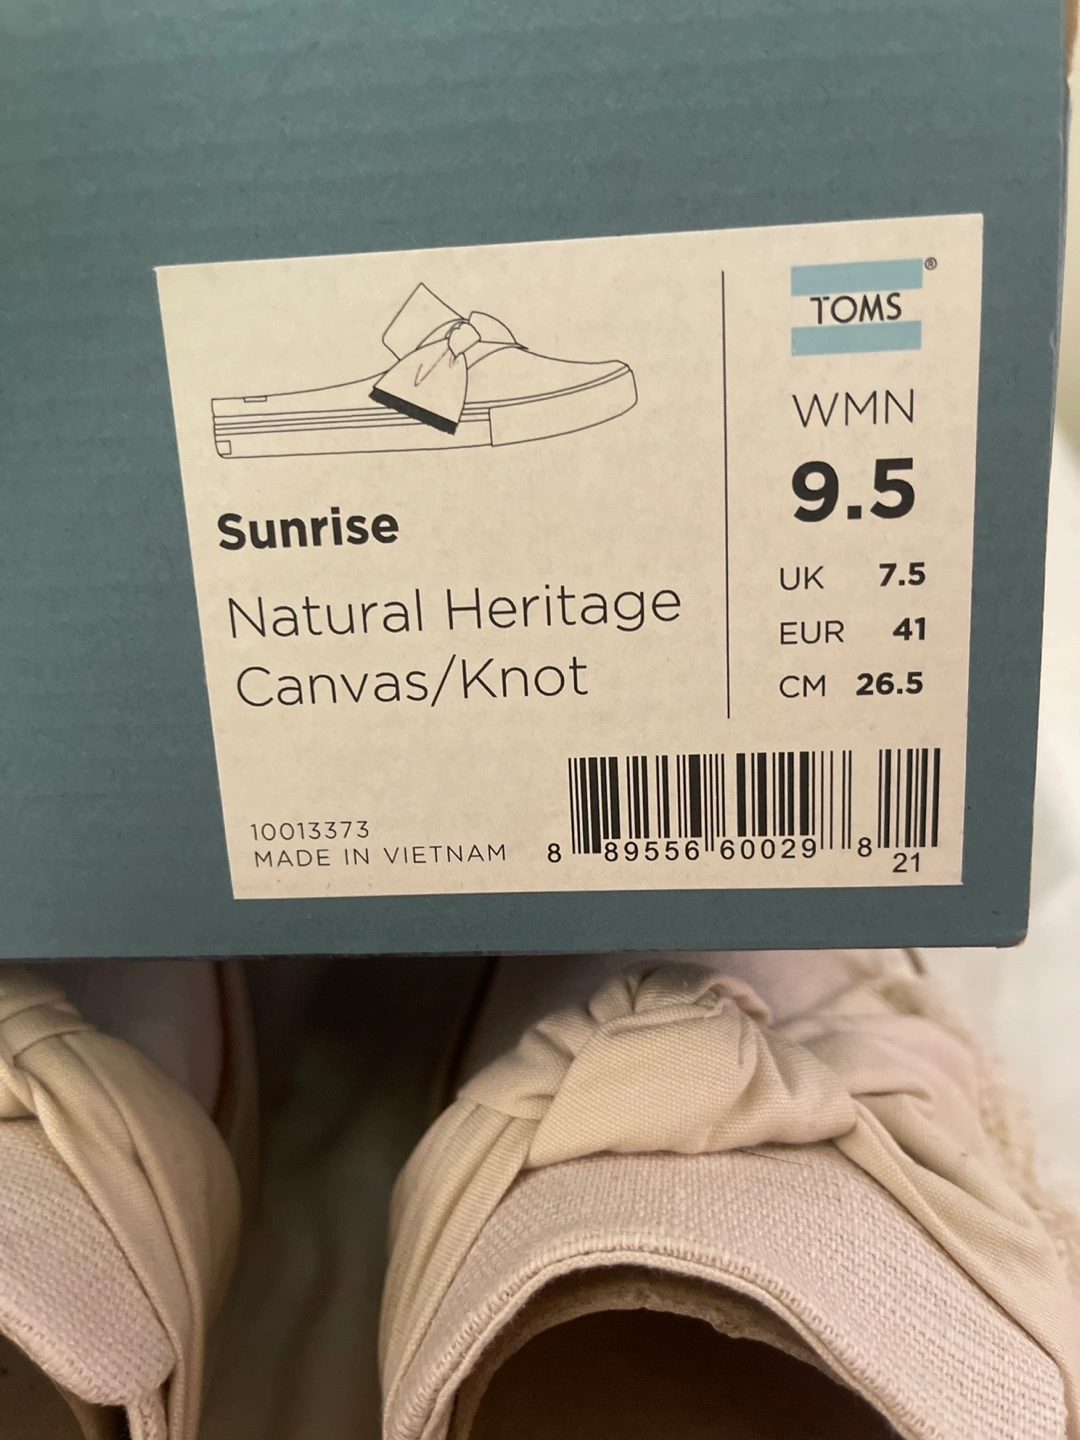 TOMS®
WMN
9.5
UK 7.5
EUR 41
CM 26.5
Sunrise
Natural Heritage
Canvas/Knot
10013373
MADE IN VIETNAM
8 89556 60029 8
21